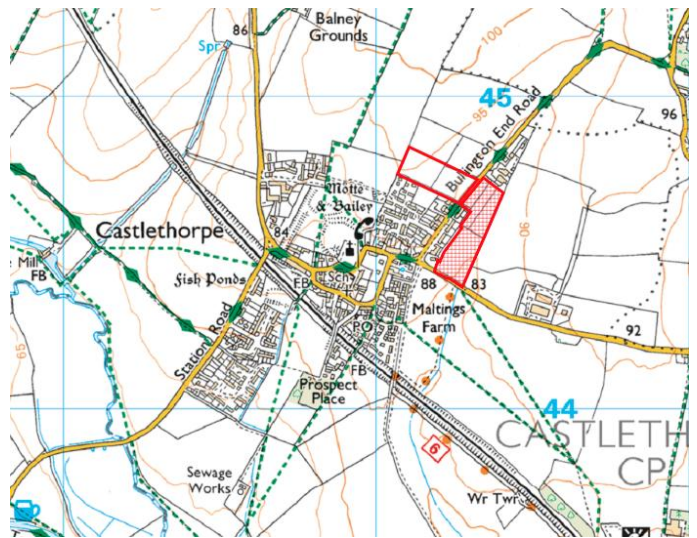 86
Balney
Grounds
Spr
100
45
95
96
Bullington End Road
Motte
& Bailey
Castlethorpe
84
Mill
FB
Fish Ponds
Sch
FB
88
83
90
Maltings
Farm
92
Station Road
PO
65
FB
Prospect
Place
44
CASTLETH
CP
6
Sewage
Works
Wr Twr